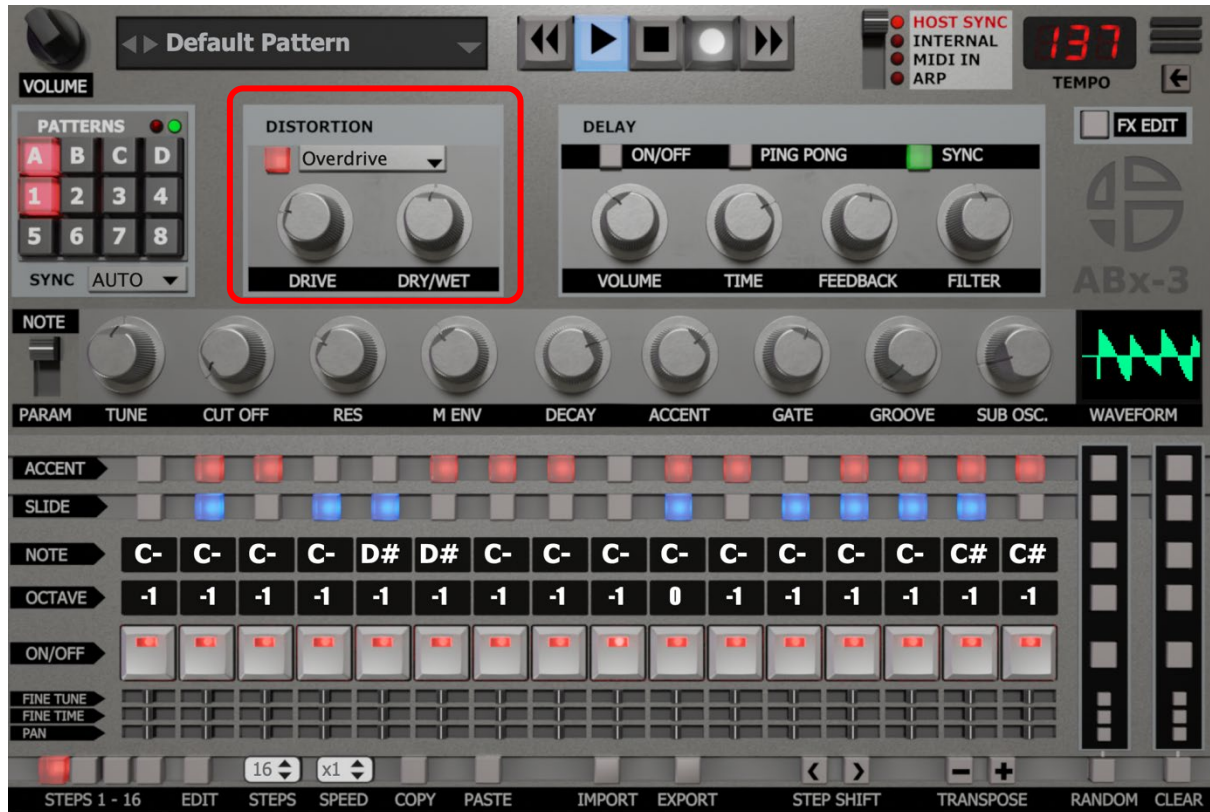 Default Pattern
HOST SYNC
INTERNAL
MIDI IN
ARP
137
TEMPO
VOLUME
PATTERNS
A B C D
1 2 3 4
5 6 7 8
SYNC AUTO
DISTORTION
Overdrive
DRIVE DRY/WET
DELAY
ON/OFF PING PONG SYNC
VOLUME TIME FEEDBACK FILTER
FX EDIT
ABx-3
NOTE
PARAM TUNE CUT OFF RES M ENV DECAY ACCENT GATE GROOVE SUB OSC. WAVEFORM
ACCENT
SLIDE
NOTE C- C- C- C- D# D# C- C- C- C- C- C- C- C- C# C#
OCTAVE -1 -1 -1 -1 -1 -1 -1 -1 -1 0 -1 -1 -1 -1 -1 -1
ON/OFF
FINE TUNE
FINE TIME
PAN
16 x1 < > - +
STEPS 1 - 16 EDIT STEPS SPEED COPY PASTE IMPORT EXPORT STEP SHIFT TRANSPOSE RANDOM CLEAR